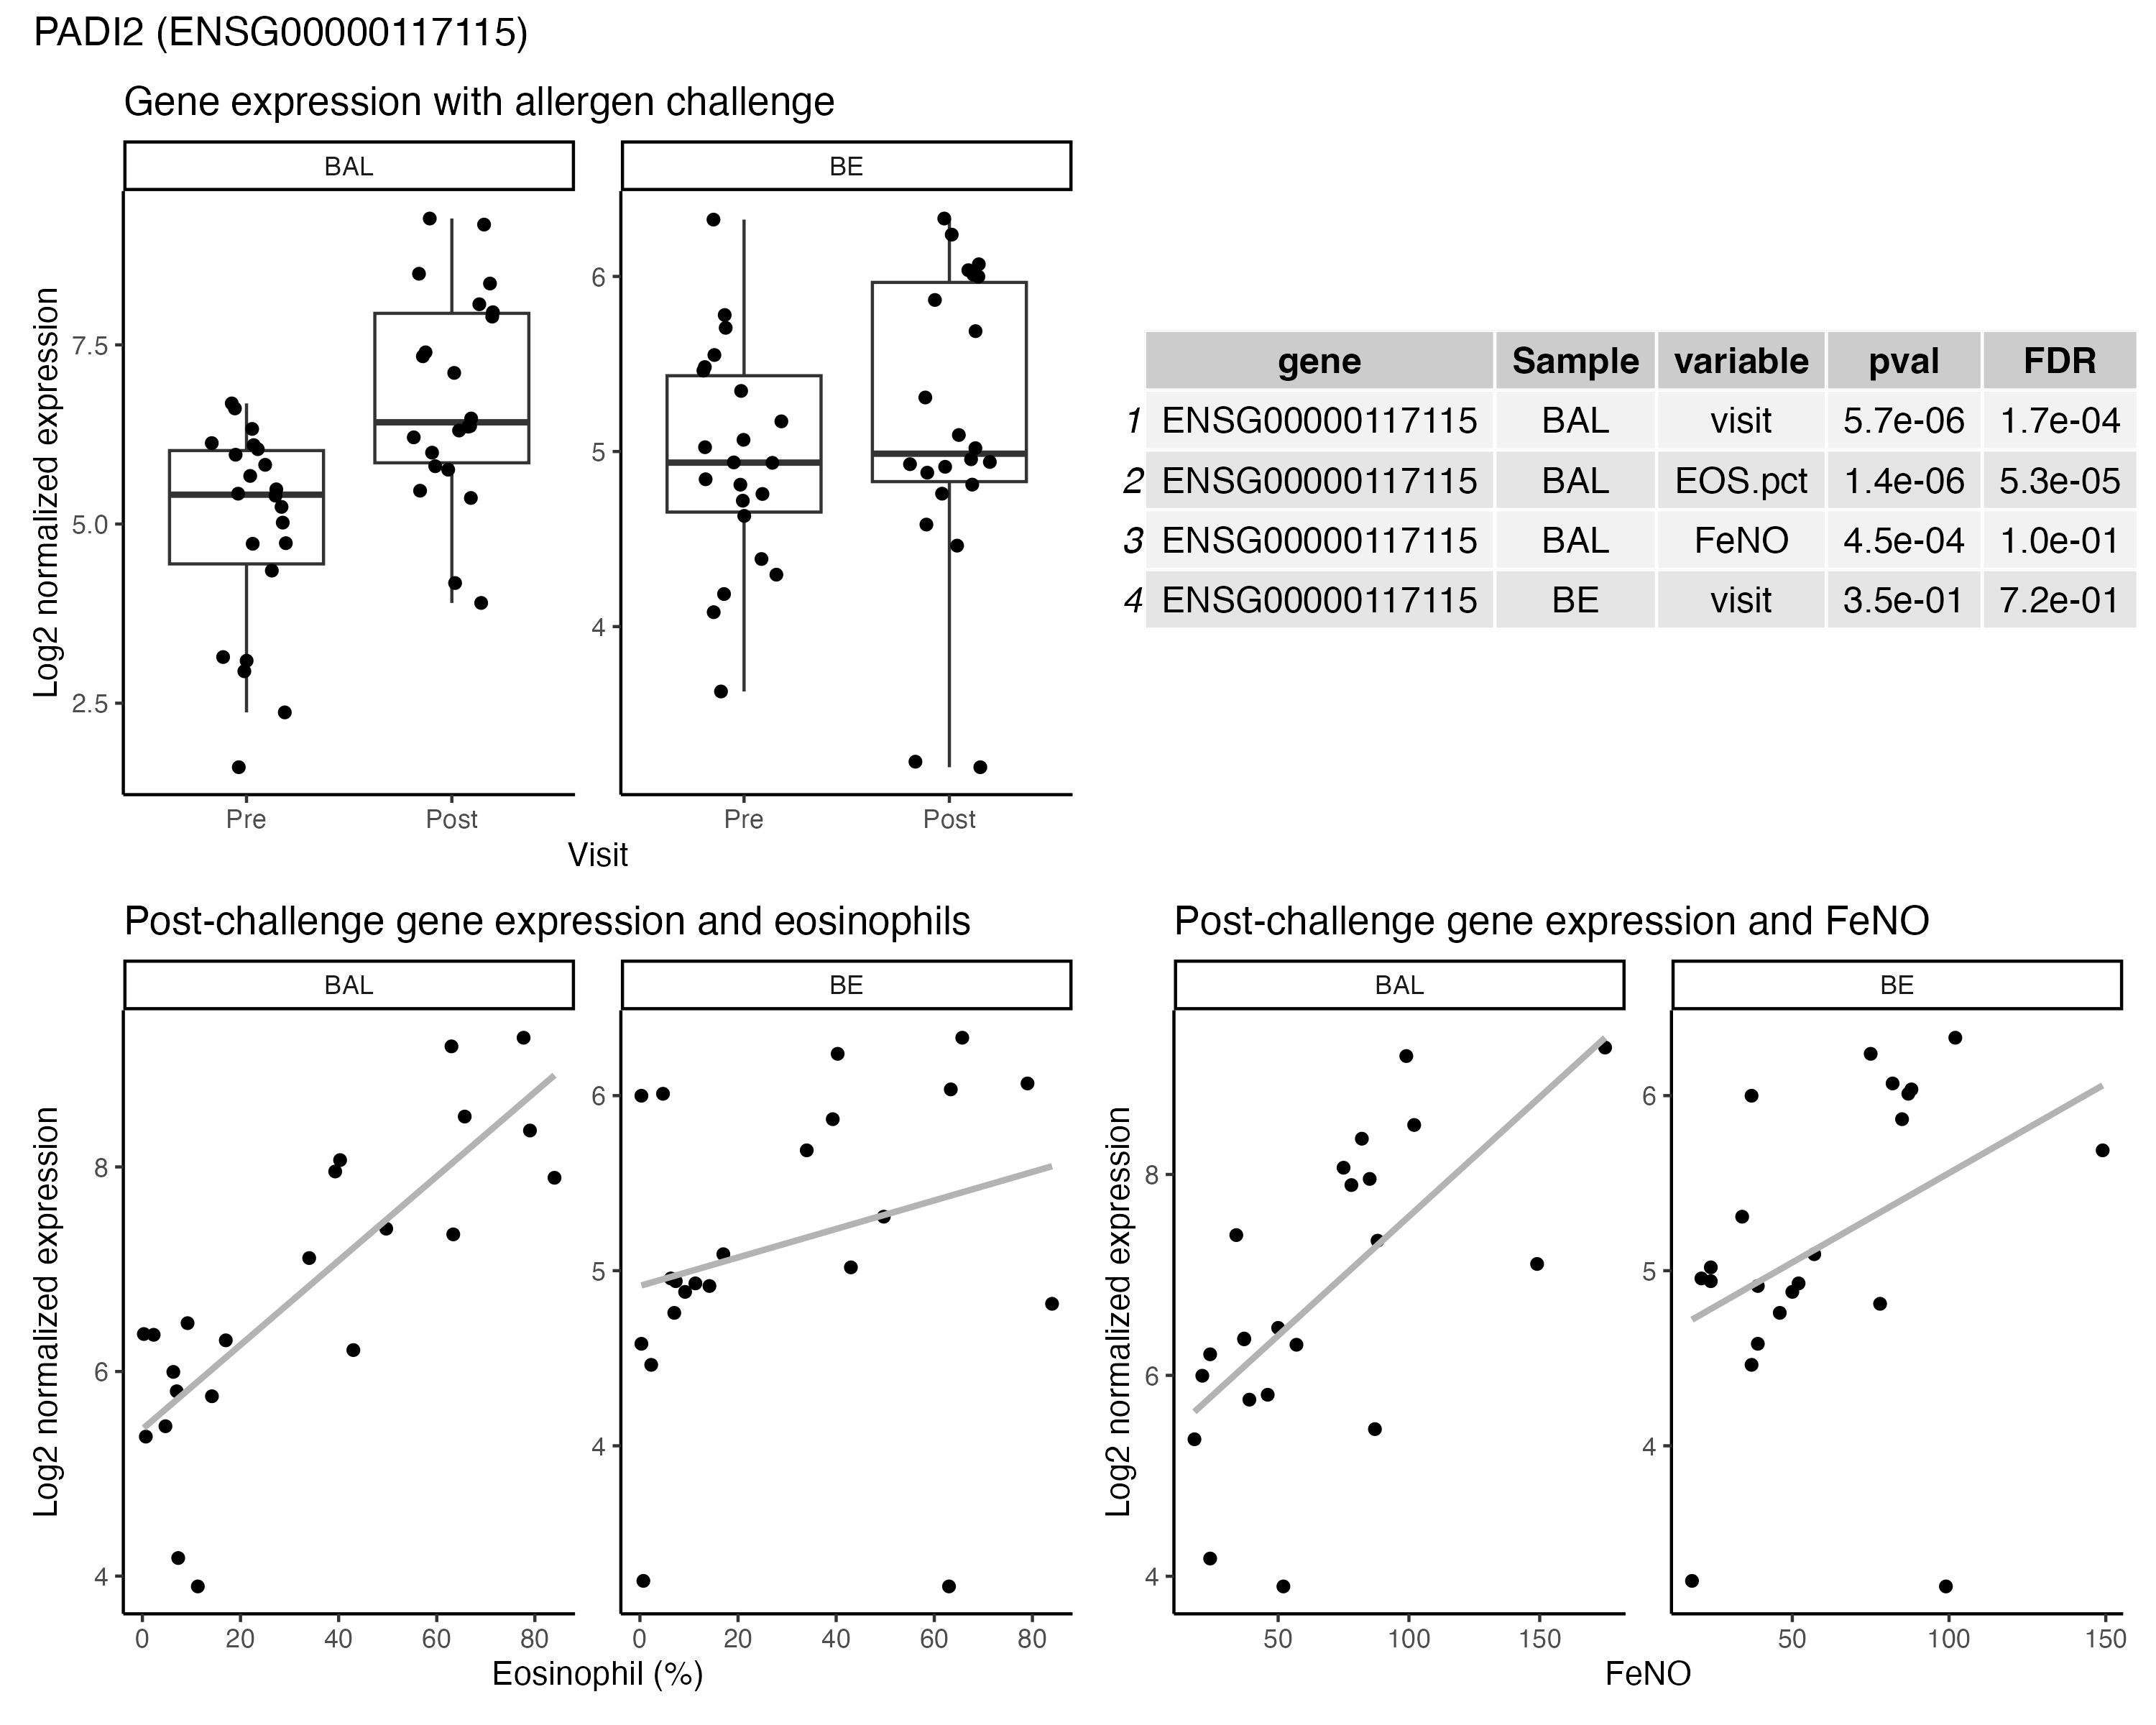 PADI2 (ENSG00000117115)
Gene expression with allergen challenge
BAL BE
Log2 normalized expression
7.5
5.0
2.5
6
5
4
Pre Post Pre Post
Visit
gene Sample variable pval FDR
1 ENSG00000117115 BAL visit 5.7e-06 1.7e-04
2 ENSG00000117115 BAL EOS.pct 1.4e-06 5.3e-05
3 ENSG00000117115 BAL FeNO 4.5e-04 1.0e-01
4 ENSG00000117115 BE visit 3.5e-01 7.2e-01
Post-challenge gene expression and eosinophils
BAL BE
Log2 normalized expression
8
6
4
6
5
4
0 20 40 60 80 0 20 40 60 80
Eosinophil (%)
Post-challenge gene expression and FeNO
BAL BE
Log2 normalized expression
8
6
4
6
5
4
50 100 150 50 100 150
FeNO